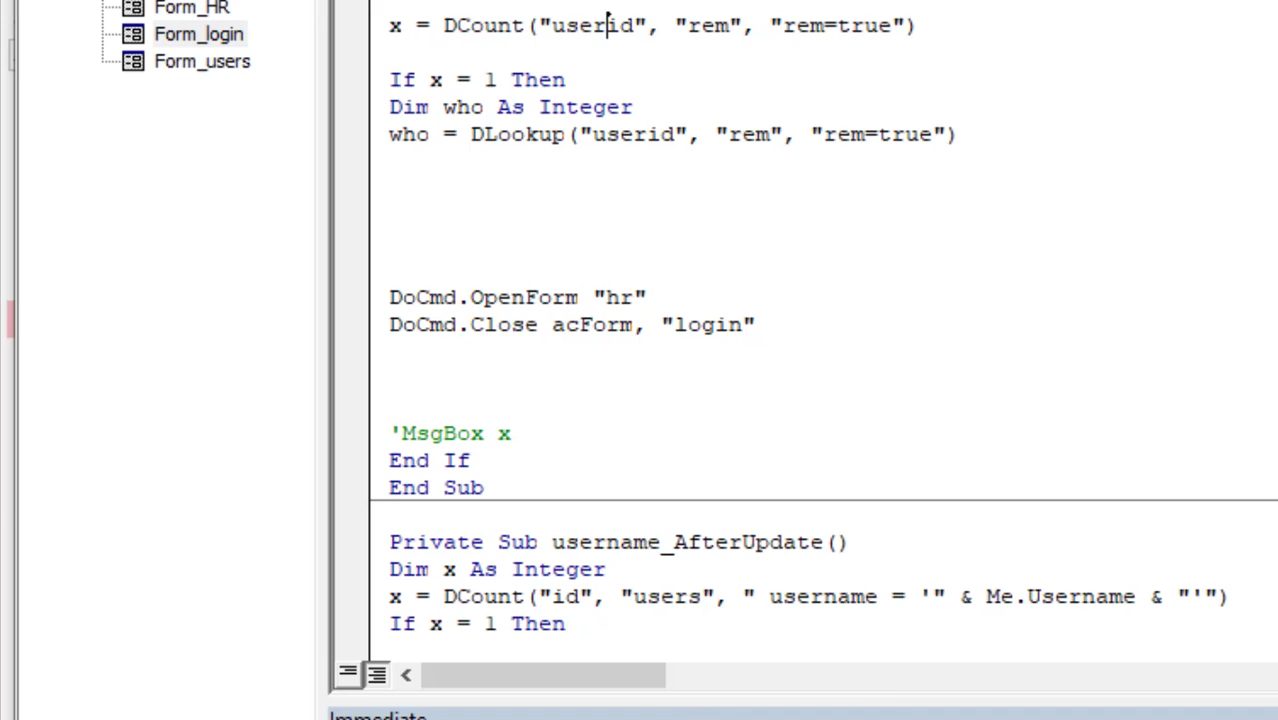 Form_HR
Form_login
Form_users
x = DCount("userid", "rem", "rem=true")
If x = 1 Then
Dim who As Integer
who = DLookup("userid", "rem", "rem=true")
DoCmd.OpenForm "hr"
DoCmd.Close acForm, "login"
'MsgBox x
End If
End Sub
Private Sub username_AfterUpdate()
Dim x As Integer
x = DCount("id", "users", " username = '" & Me.Username & "'")
If x = 1 Then
Immediate